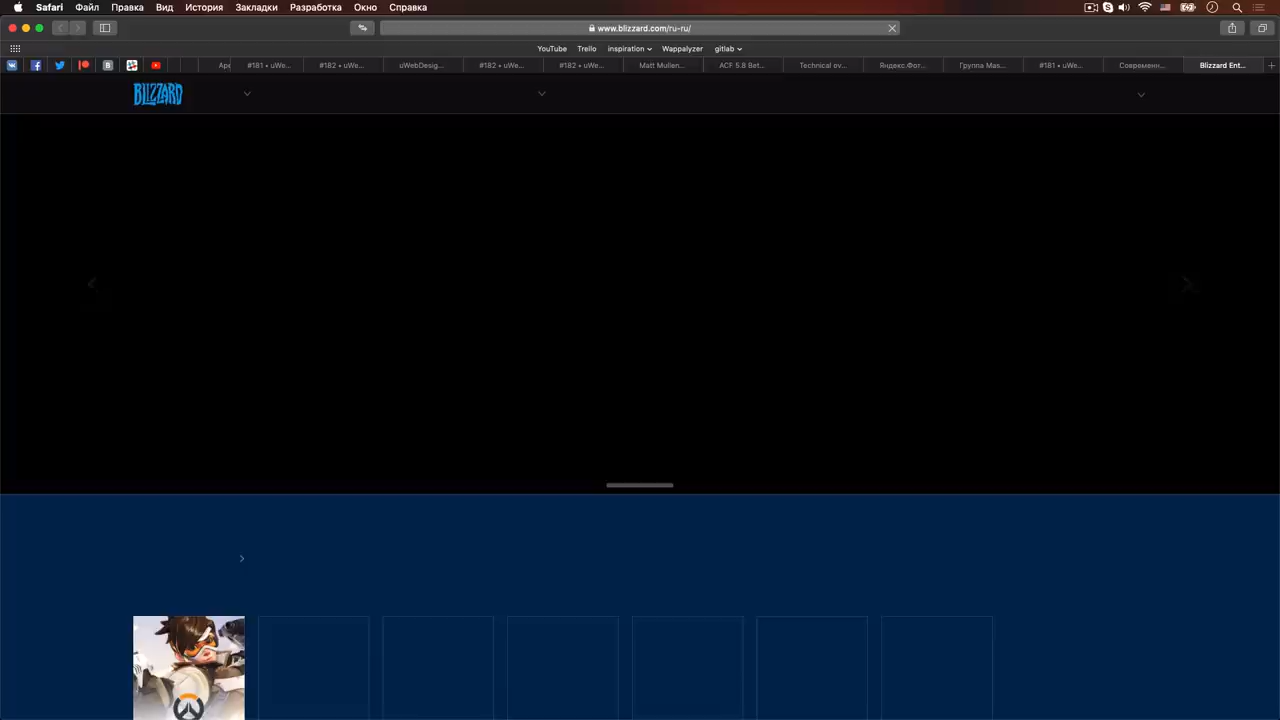 Safari Файл Правка Вид История Закладки Разработка Окно Справка
www.blizzard.com/ru-ru/
YouTube Trello inspiration Wappalyzer gitlab
#181 • uWe... #182 • uWe... uWebDesig... #182 • uWe... #182 • uWe... Matt Mullen... ACF 5.8 Bet... Technical ov... Яндекс.Фот... Группа Mas... #181 • uWe... Современн... Blizzard Ent...
BLIZZARD